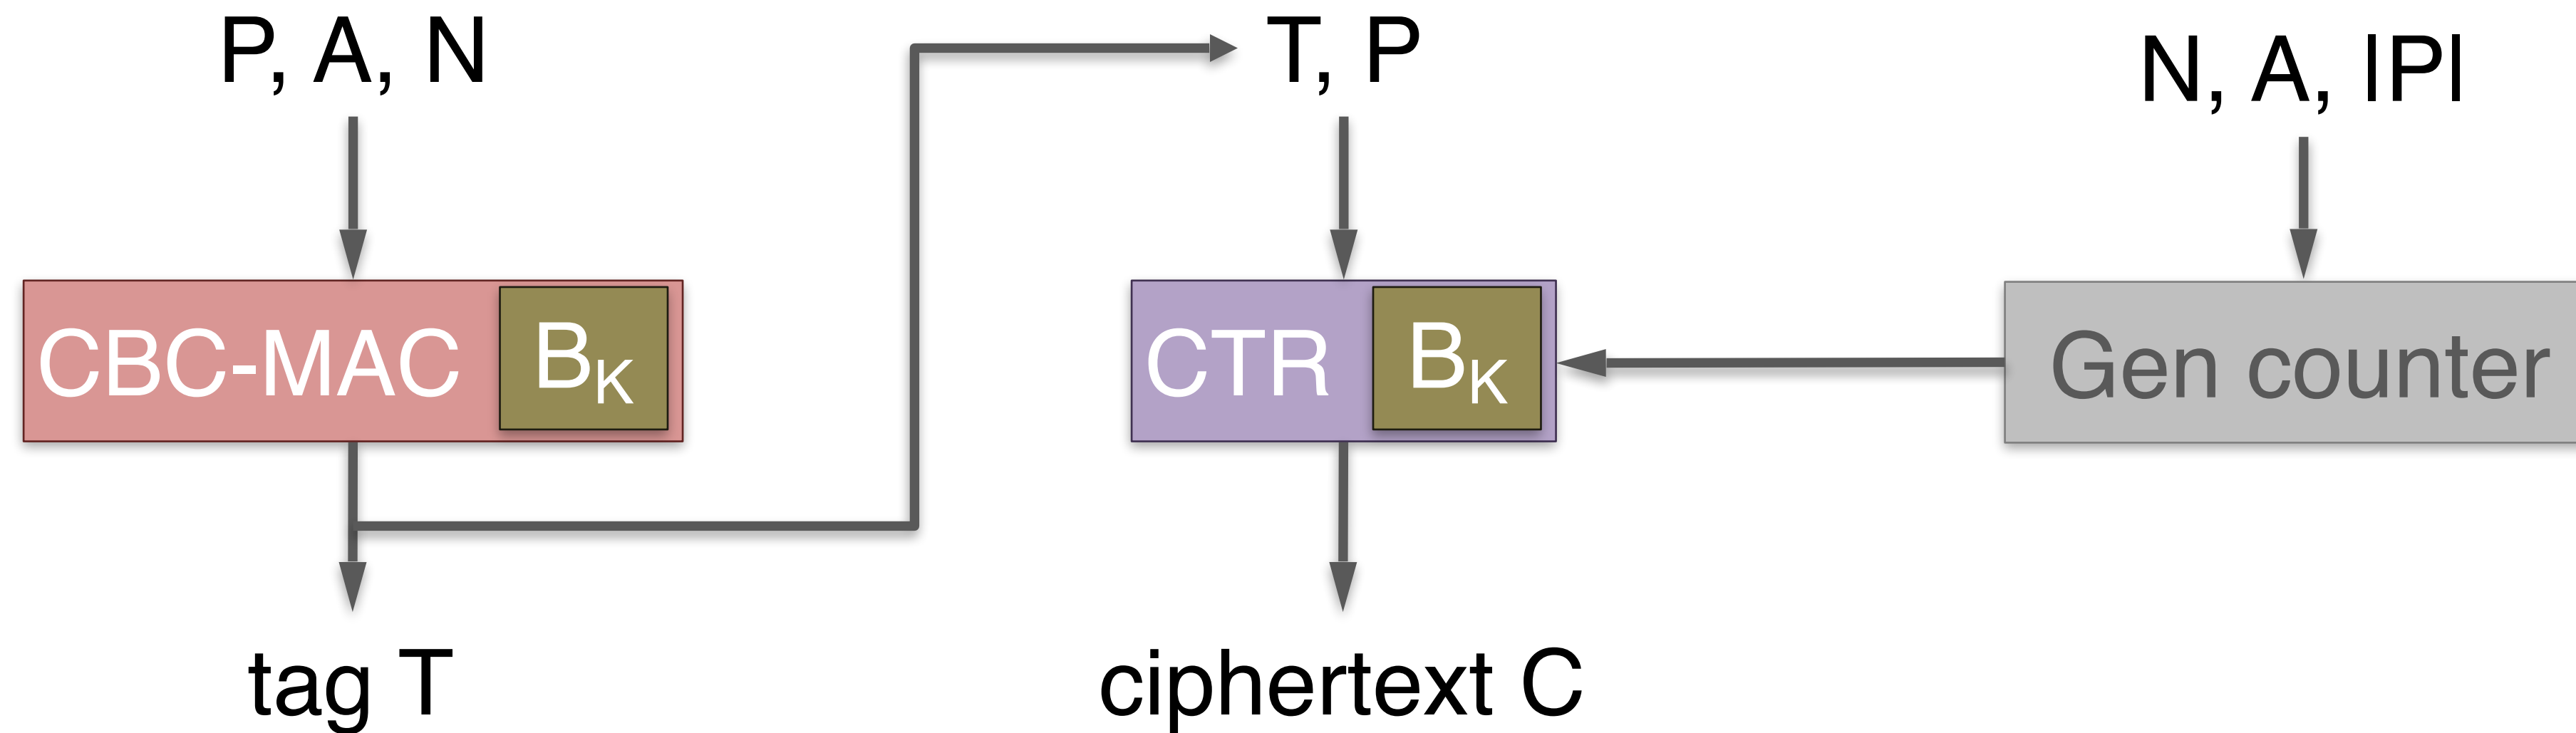 P, A, N
T, P
N, A, |P|
CBC-MAC
BK
CTR
BK
Gen counter
tag T
ciphertext C